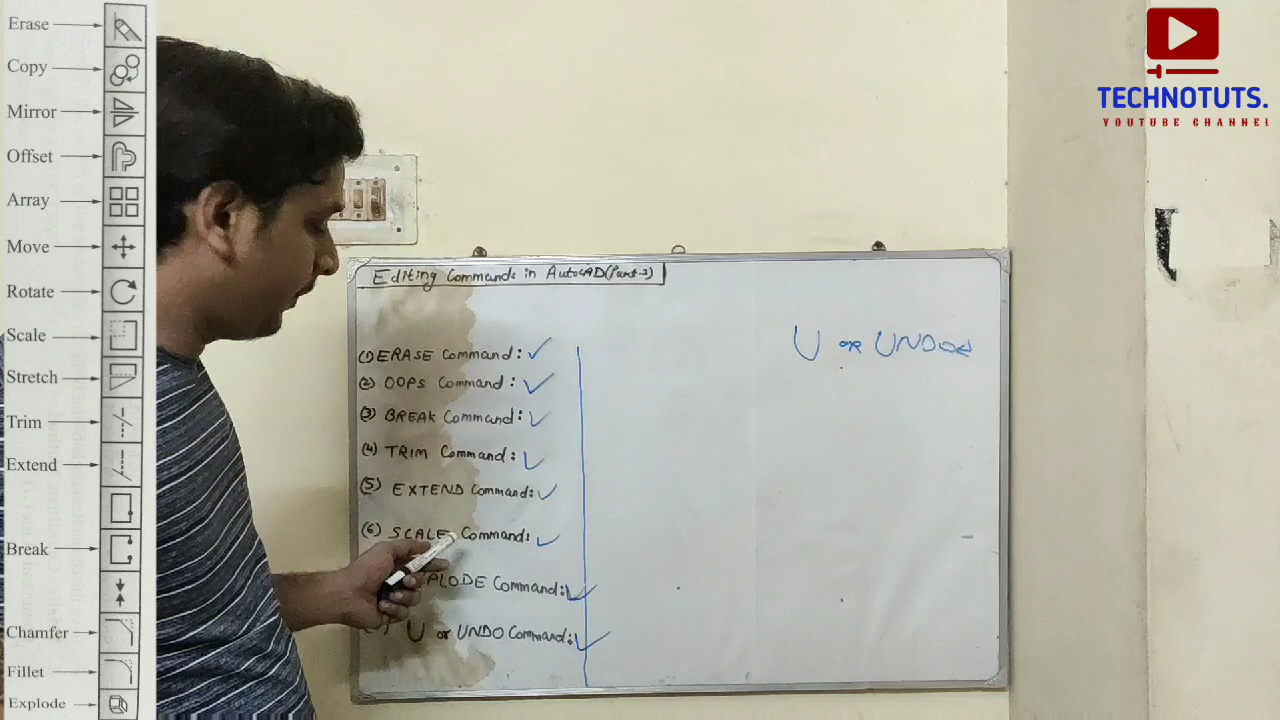 Erase
Copy
Mirror
Offset
Array
Move
Rotate
Scale
Stretch
Trim
Extend
Break
Chamfer
Fillet
Explode
TECHNOTUTS.
YOUTUBE CHANNEL
Editing Commands in AutoCAD(Part-3)
(1) ERASE Command:
(2) OOPS Command:
(3) BREAK Command:
(4) TRIM Command:
(5) EXTEND Command:
(6) SCALE Command:
PLODE Command:
U or UNDO Command:
U or UNDO